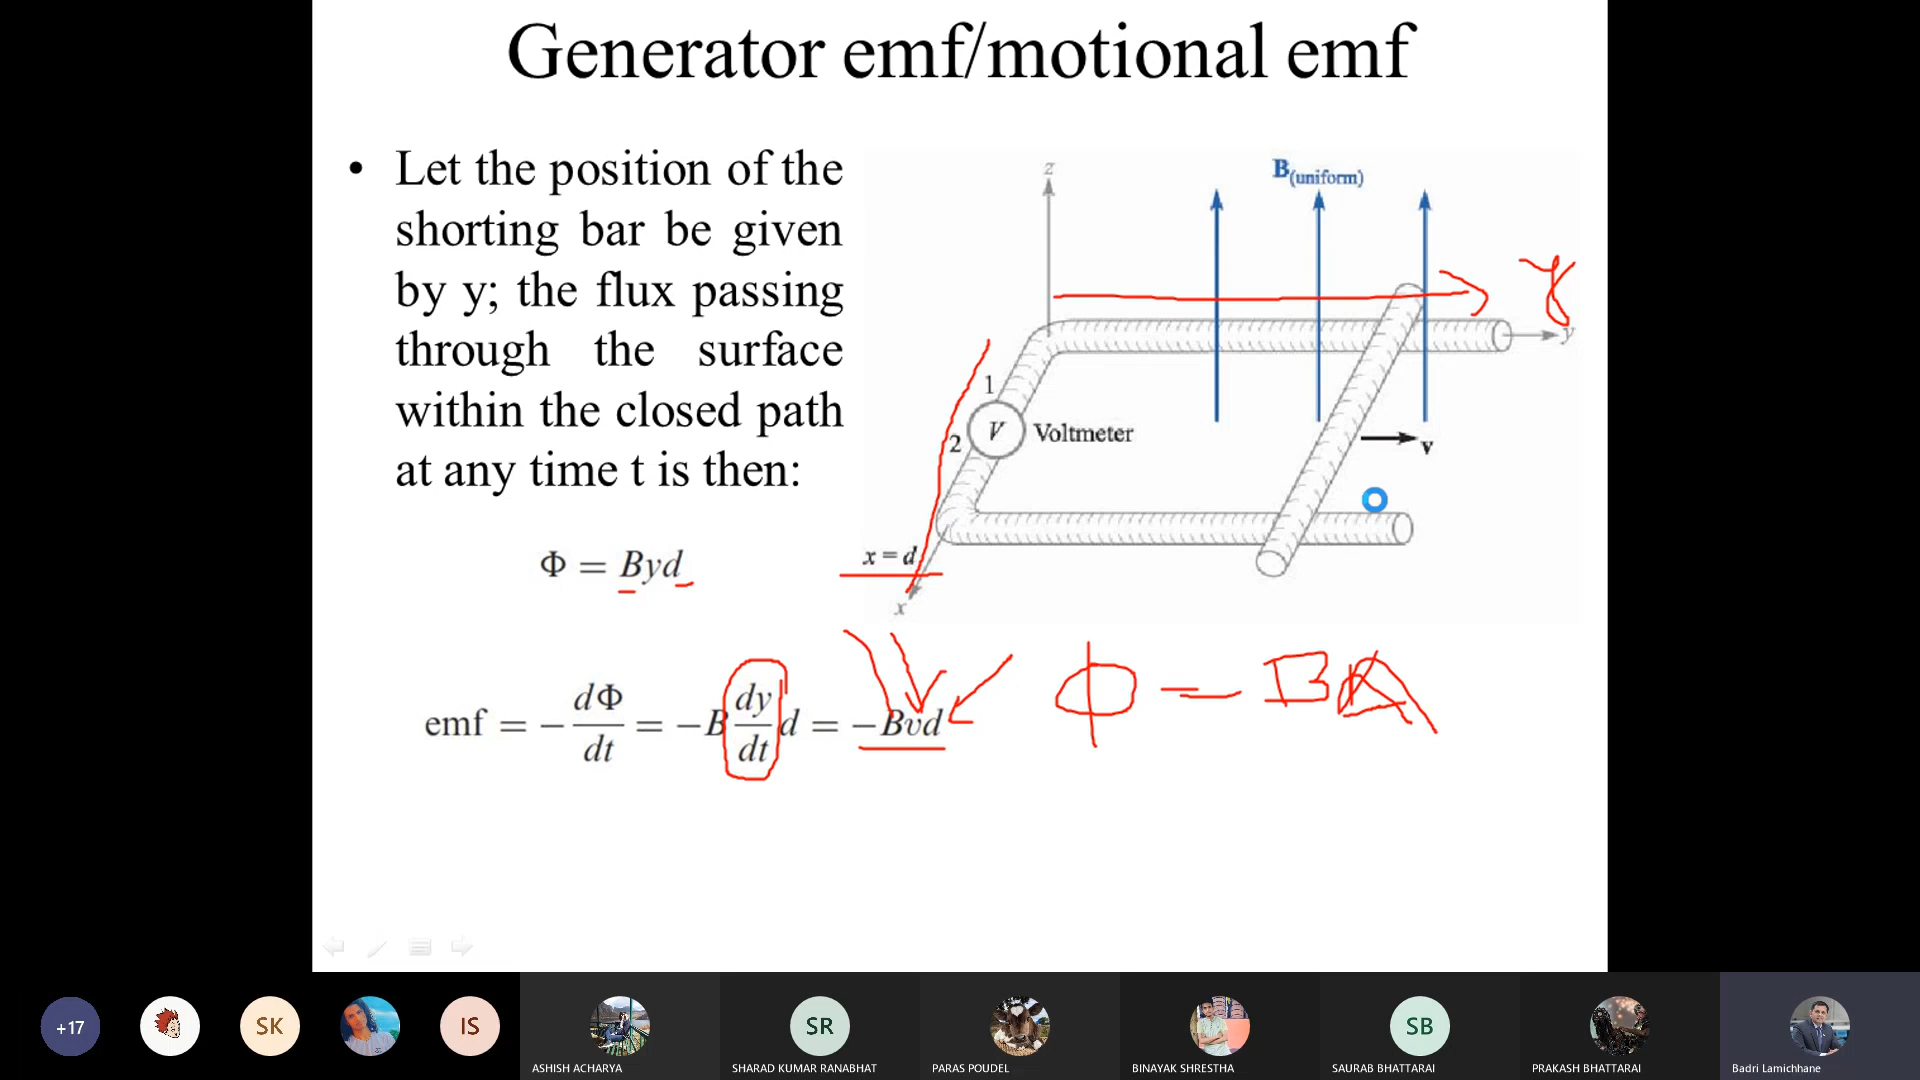 Generator emf/motional emf
• Let the position of the
shorting bar be given
by y; the flux passing
through the surface
within the closed path
at any time t is then:
z
B(uniform)
Y
y
1
2
V
Voltmeter
v
x = d
x
Φ = Byd
emf = − dΦ/dt = −B dy/dt d = −Bvd
ϕ = BA
+17
SK
IS
SR
SB
ASHISH ACHARYA
SHARAD KUMAR RANABHAT
PARAS POUDEL
BINAYAK SHRESTHA
SAURAB BHATTARAI
PRAKASH BHATTARAI
Badri Lamichhane